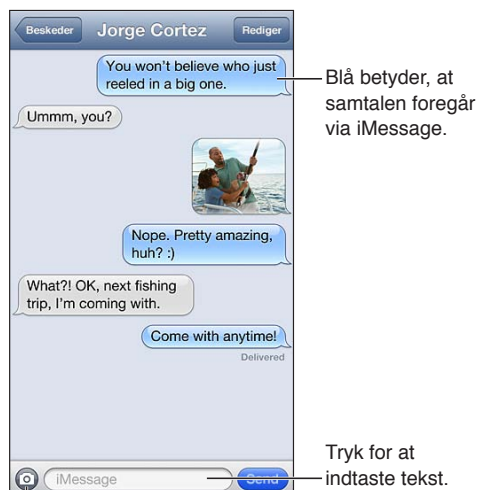 Beskeder Jorge Cortez Rediger
You won't believe who just
reeled in a big one.
Blå betyder, at
samtalen foregår
via iMessage.
Ummm, you?
Nope. Pretty amazing,
huh? :)
What?! OK, next fishing
trip, I'm coming with.
Come with anytime!
Delivered
iMessage Send
Tryk for at
indtaste tekst.